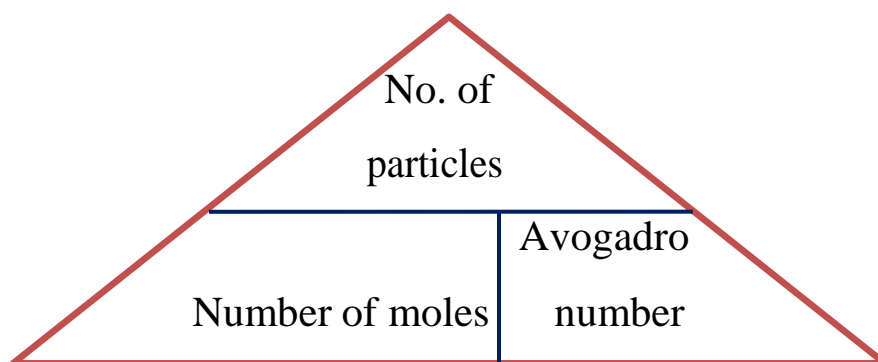 No. of
particles
Avogadro
Number of moles
number